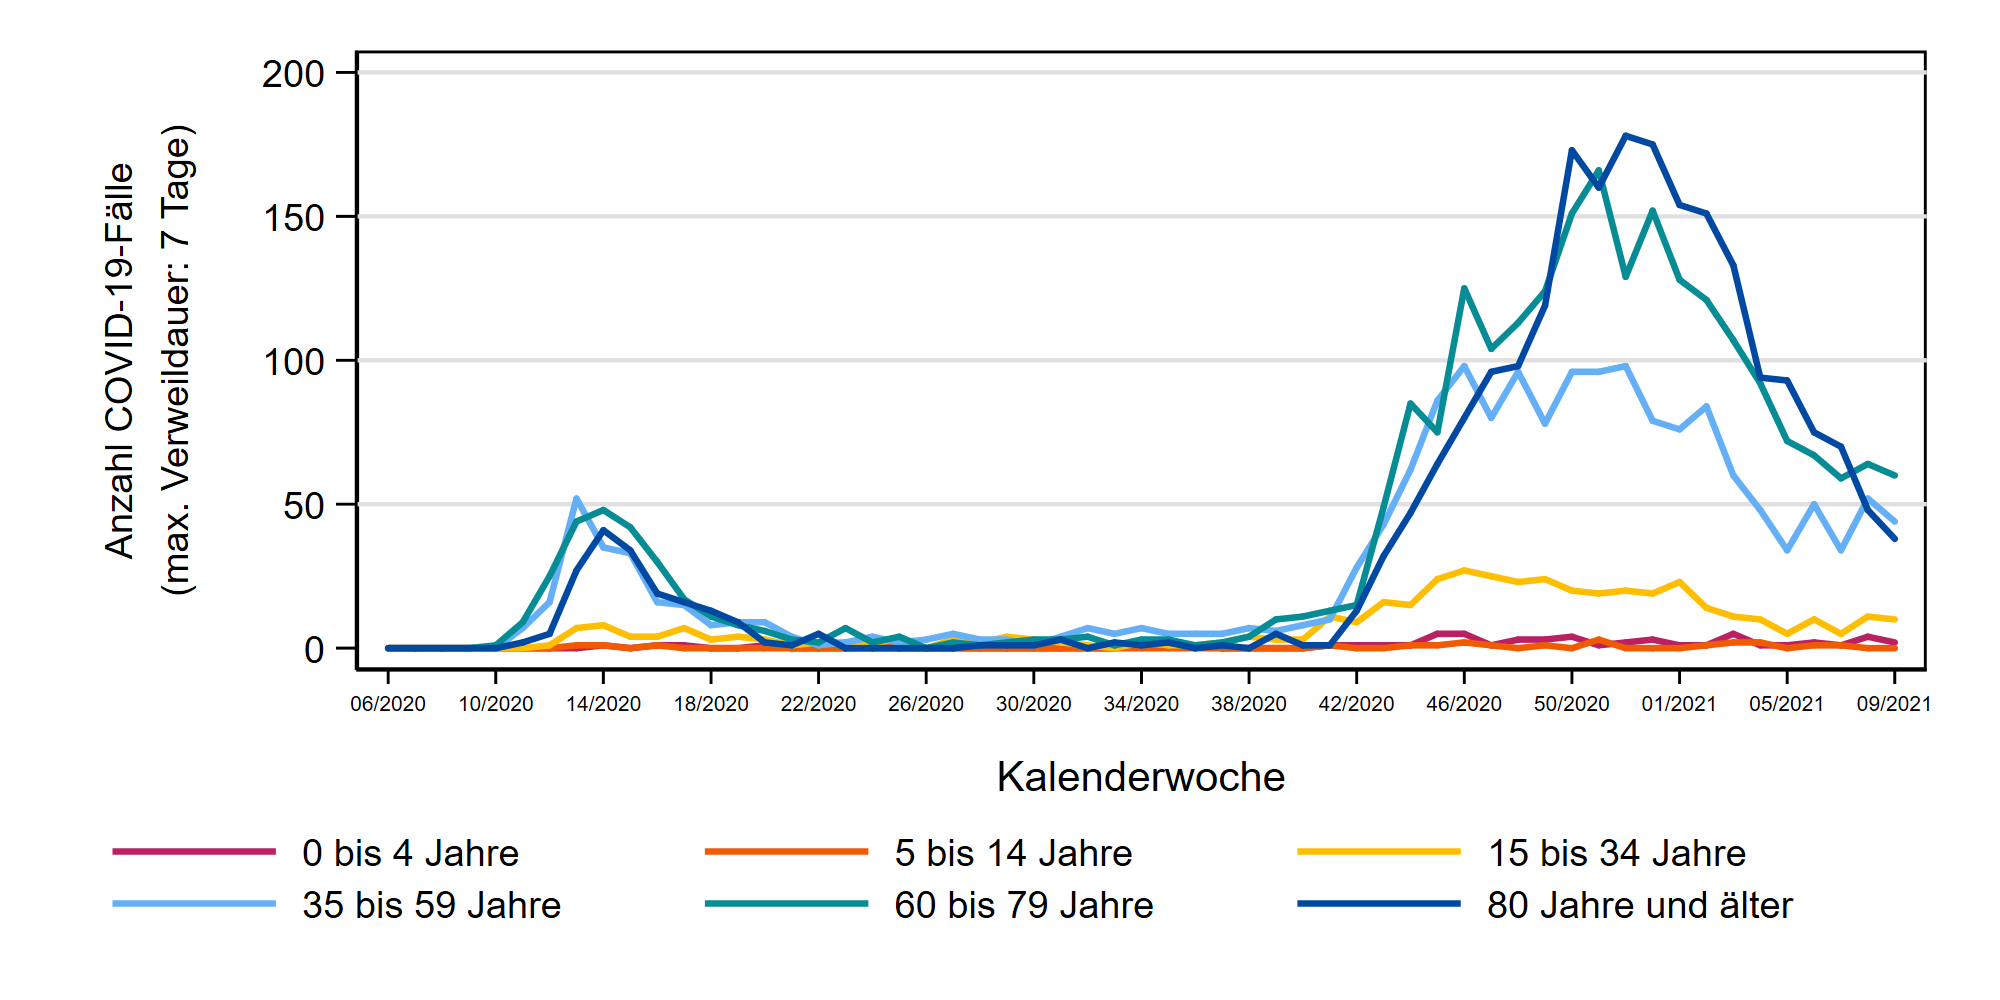 Anzahl COVID-19-Fälle
(max. Verweildauer: 7 Tage)
200
150
100
50
0
06/2020 10/2020 14/2020 18/2020 22/2020 26/2020 30/2020 34/2020 38/2020 42/2020 46/2020 50/2020 01/2021 05/2021 09/2021
Kalenderwoche
0 bis 4 Jahre 5 bis 14 Jahre 15 bis 34 Jahre
35 bis 59 Jahre 60 bis 79 Jahre 80 Jahre und älter